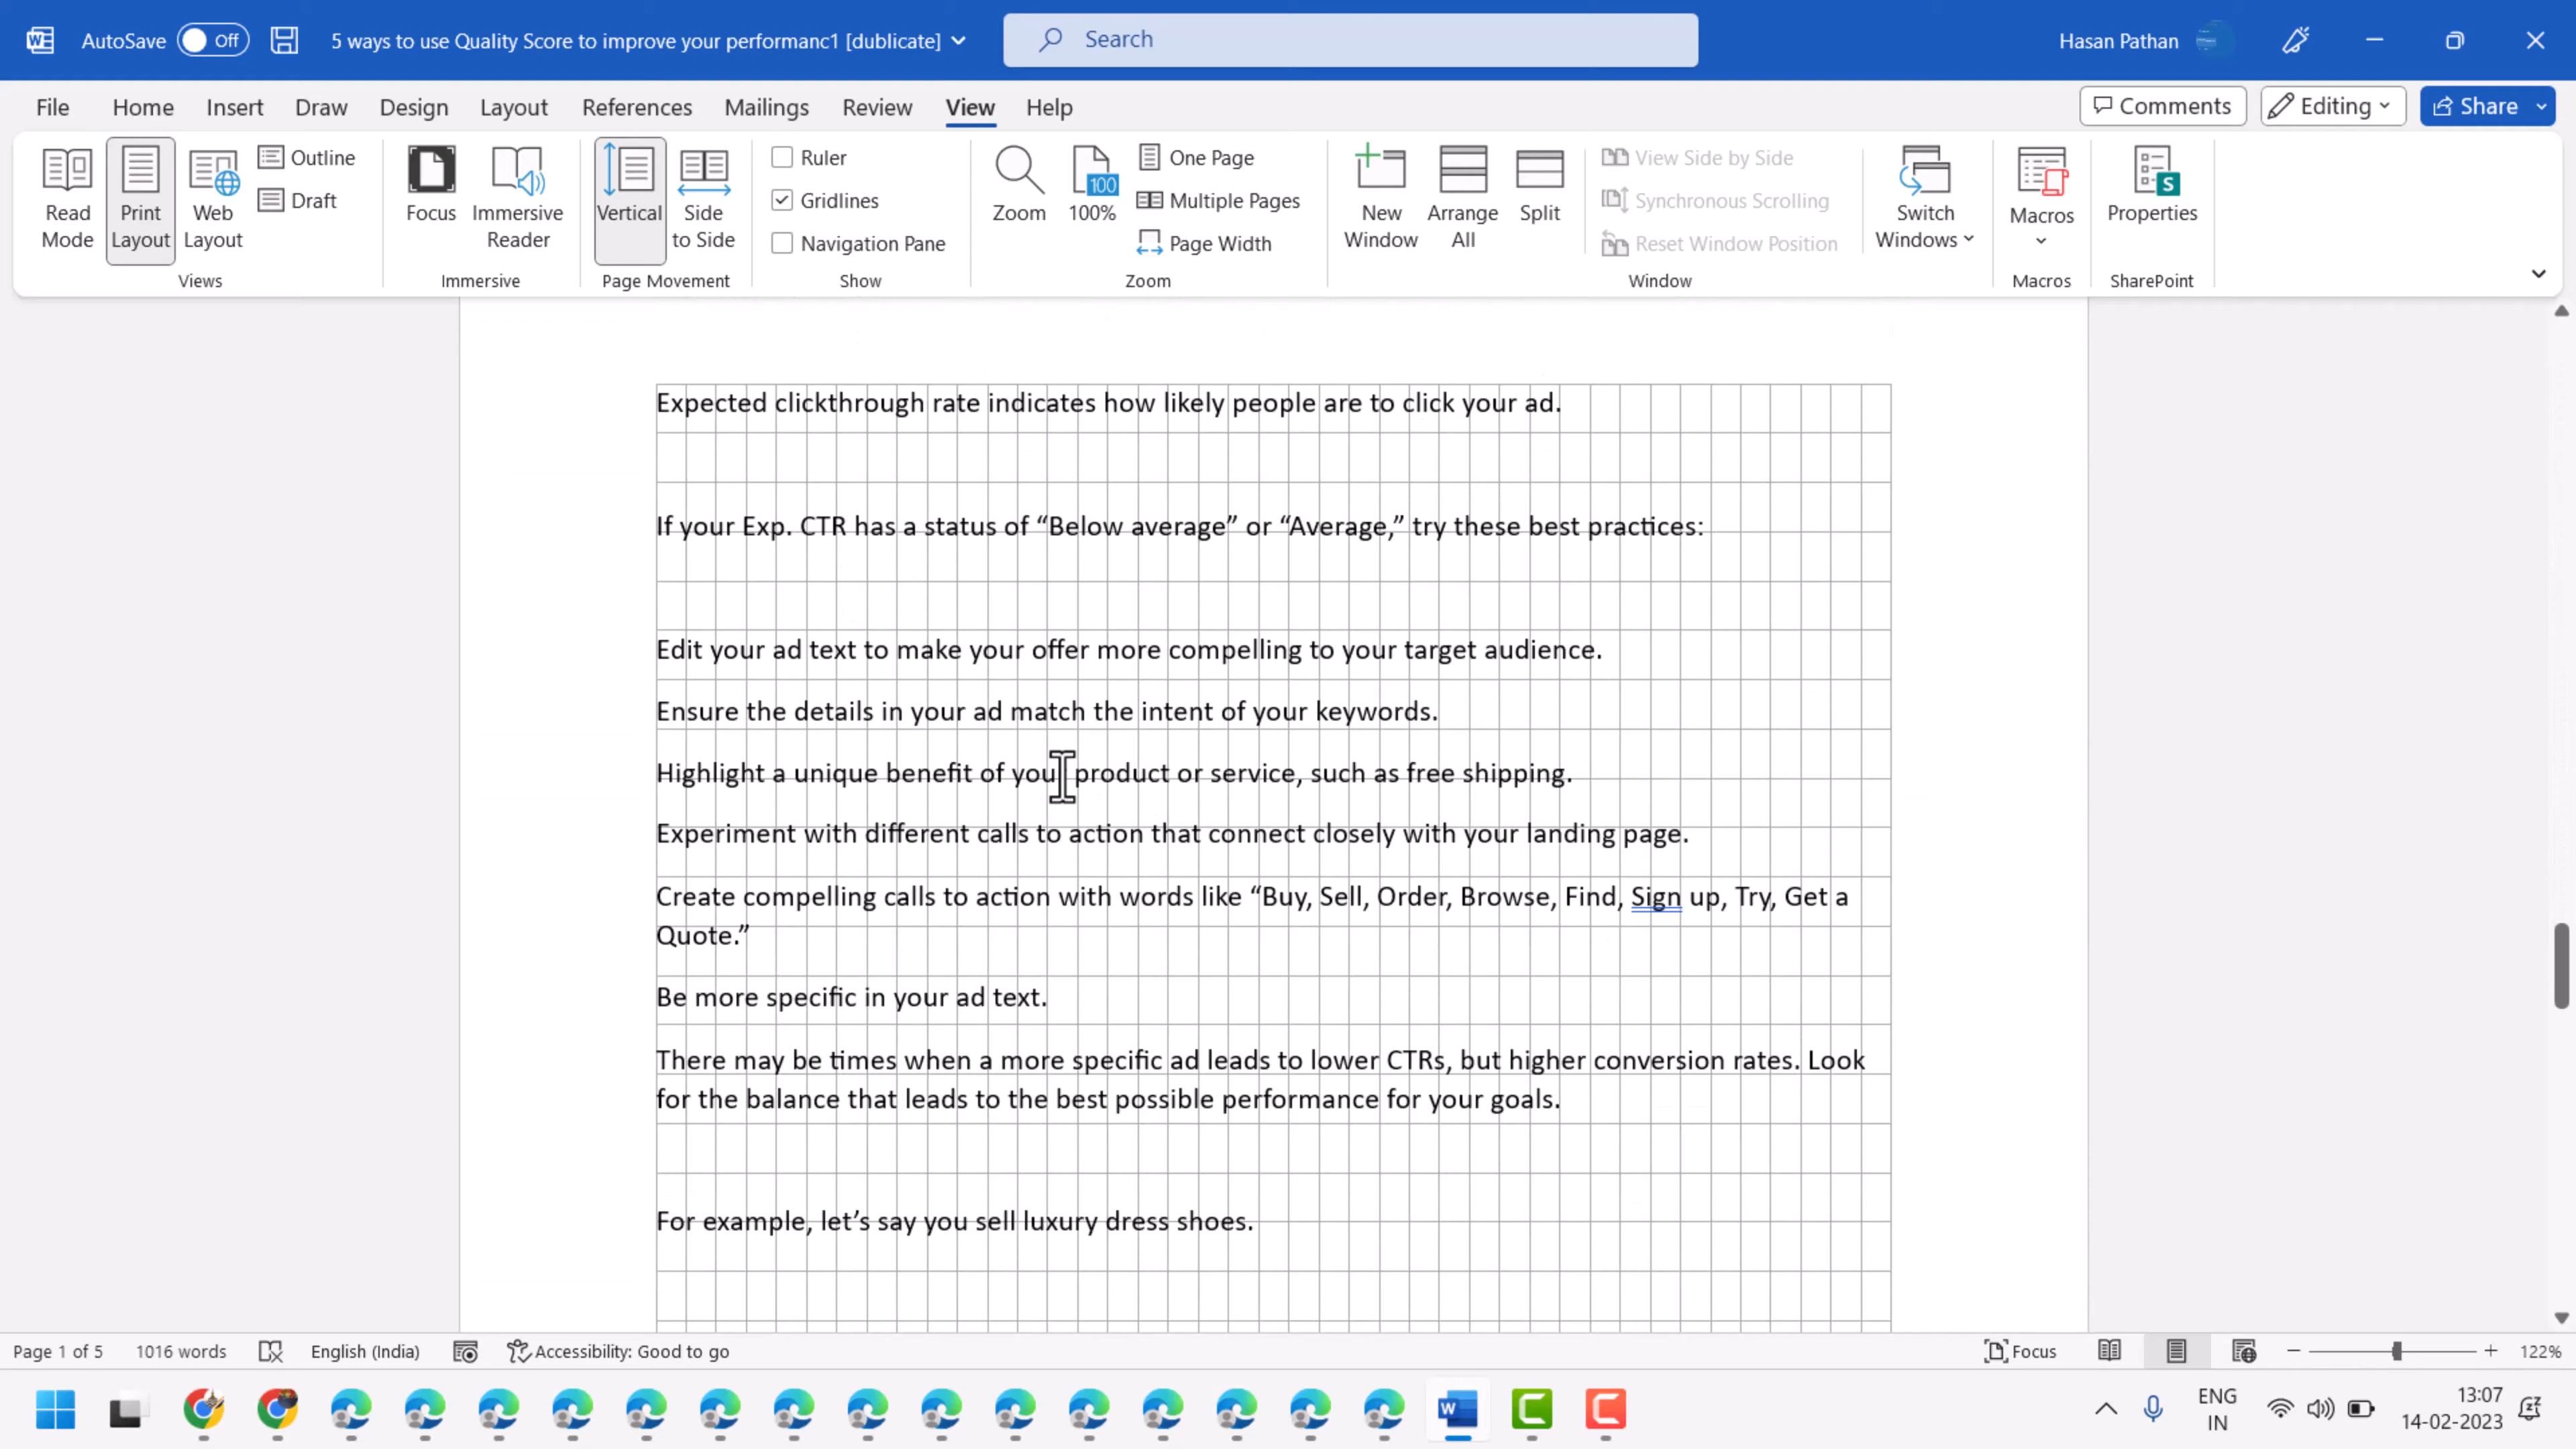 AutoSave Off 5 ways to use Quality Score to improve your performanc1 [dublicate] Search Hasan Pathan
File Home Insert Draw Design Layout References Mailings Review View Help Comments Editing Share
Read Mode
Print Layout
Web Layout
Outline
Draft
Views
Focus
Immersive Reader
Immersive
Vertical
Side to Side
Page Movement
Ruler
Gridlines
Navigation Pane
Show
Zoom
100
100%
One Page
Multiple Pages
Page Width
Zoom
New Window
Arrange All
Split
View Side by Side
Synchronous Scrolling
Reset Window Position
Window
Switch Windows
Macros
Macros
S
Properties
SharePoint
Expected clickthrough rate indicates how likely people are to click your ad.
If your Exp. CTR has a status of “Below average” or “Average,” try these best practices:
Edit your ad text to make your offer more compelling to your target audience.
Ensure the details in your ad match the intent of your keywords.
Highlight a unique benefit of your product or service, such as free shipping.
Experiment with different calls to action that connect closely with your landing page.
Create compelling calls to action with words like “Buy, Sell, Order, Browse, Find, Sign up, Try, Get a
Quote.”
Be more specific in your ad text.
There may be times when a more specific ad leads to lower CTRs, but higher conversion rates. Look
for the balance that leads to the best possible performance for your goals.
For example, let’s say you sell luxury dress shoes.
Page 1 of 5 1016 words English (India) Accessibility: Good to go Focus 122%
W
ENG
IN
13:07
14-02-2023